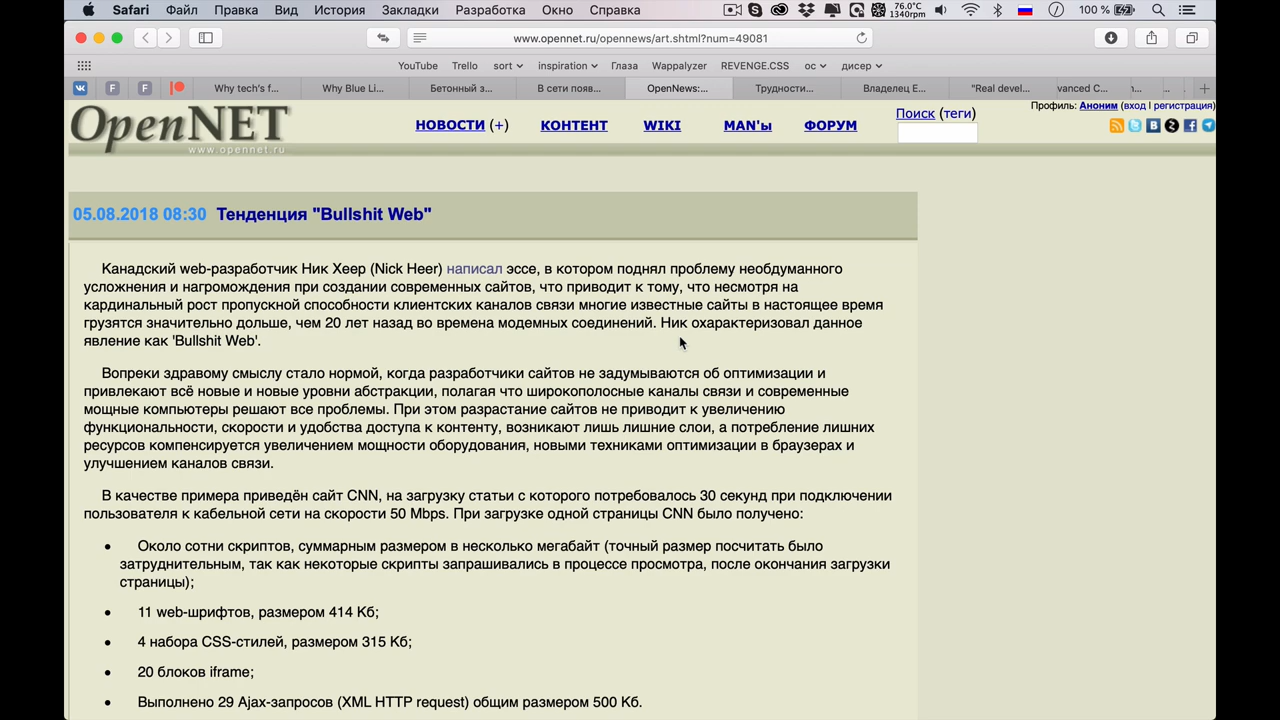 Safari Файл Правка Вид История Закладки Разработка Окно Справка 76.0°C 1340rpm 100 %
www.opennet.ru/opennews/art.shtml?num=49081
YouTube Trello sort inspiration Глаза Wappalyzer REVENGE.CSS ос дисер
Why tech's f... Why Blue Li... Бетонный з... В сети появ... OpenNews:... Трудности... Владелец Е... "Real devel... vanced C...
OpenNET
www.opennet.ru
НОВОСТИ (+) КОНТЕНТ WIKI MAN'ы ФОРУМ Поиск (теги)
Профиль: Аноним (вход | регистрация)
05.08.2018 08:30 Тенденция "Bullshit Web"
Канадский web-разработчик Ник Хеер (Nick Heer) написал эссе, в котором поднял проблему необдуманного
усложнения и нагромождения при создании современных сайтов, что приводит к тому, что несмотря на
кардинальный рост пропускной способности клиентских каналов связи многие известные сайты в настоящее время
грузятся значительно дольше, чем 20 лет назад во времена модемных соединений. Ник охарактеризовал данное
явление как 'Bullshit Web'.
Вопреки здравому смыслу стало нормой, когда разработчики сайтов не задумываются об оптимизации и
привлекают всё новые и новые уровни абстракции, полагая что широкополосные каналы связи и современные
мощные компьютеры решают все проблемы. При этом разрастание сайтов не приводит к увеличению
функциональности, скорости и удобства доступа к контенту, возникают лишь лишние слои, а потребление лишних
ресурсов компенсируется увеличением мощности оборудования, новыми техниками оптимизации в браузерах и
улучшением каналов связи.
В качестве примера приведён сайт CNN, на загрузку статьи с которого потребовалось 30 секунд при подключении
пользователя к кабельной сети на скорости 50 Mbps. При загрузке одной страницы CNN было получено:
• Около сотни скриптов, суммарным размером в несколько мегабайт (точный размер посчитать было
затруднительным, так как некоторые скрипты запрашивались в процессе просмотра, после окончания загрузки
страницы);
• 11 web-шрифтов, размером 414 Кб;
• 4 набора CSS-стилей, размером 315 Кб;
• 20 блоков iframe;
• Выполнено 29 Ajax-запросов (XML HTTP request) общим размером 500 Кб.